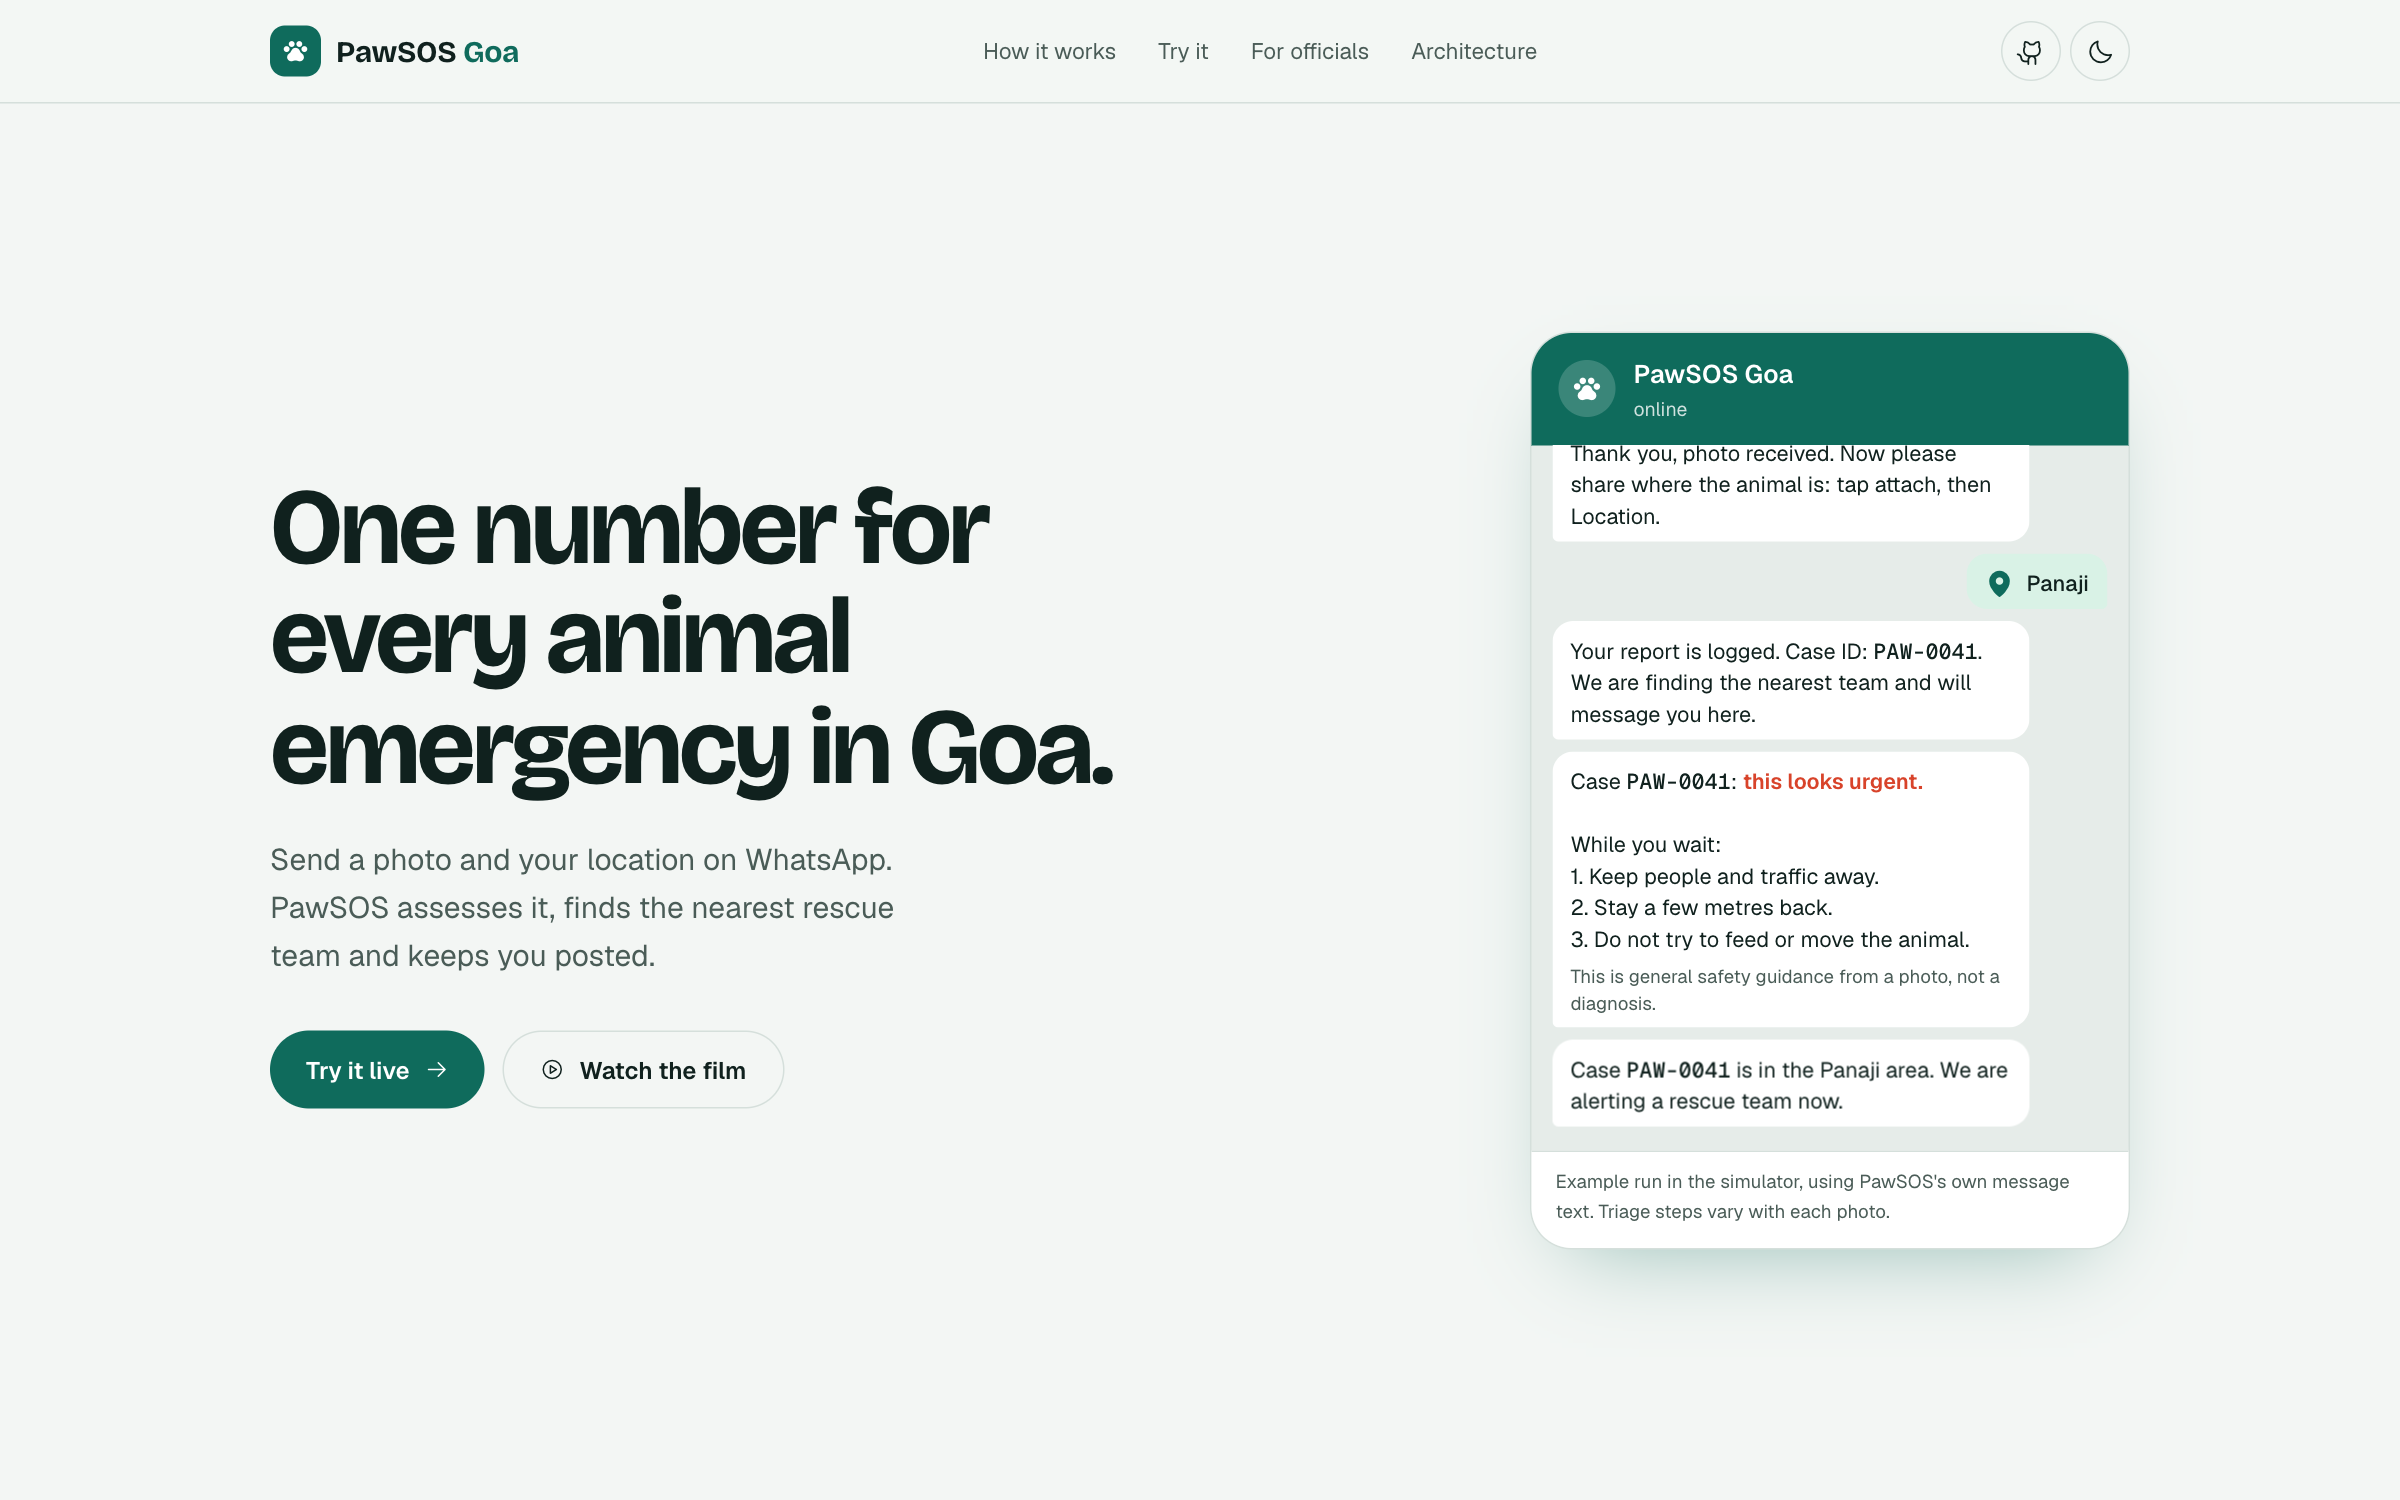 PawSOS Goa
How it works
Try it
For officials
Architecture
One number for
every animal
emergency in Goa.
Send a photo and your location on WhatsApp.
PawSOS assesses it, finds the nearest rescue
team and keeps you posted.
Try it live
Watch the film
PawSOS Goa
online
Thank you, photo received. Now please
share where the animal is: tap attach, then
Location.
Panaji
Your report is logged. Case ID: PAW-0041.
We are finding the nearest team and will
message you here.
Case PAW-0041: this looks urgent.
While you wait:
1. Keep people and traffic away.
2. Stay a few metres back.
3. Do not try to feed or move the animal.
This is general safety guidance from a photo, not a
diagnosis.
Case PAW-0041 is in the Panaji area. We are
alerting a rescue team now.
Example run in the simulator, using PawSOS's own message
text. Triage steps vary with each photo.